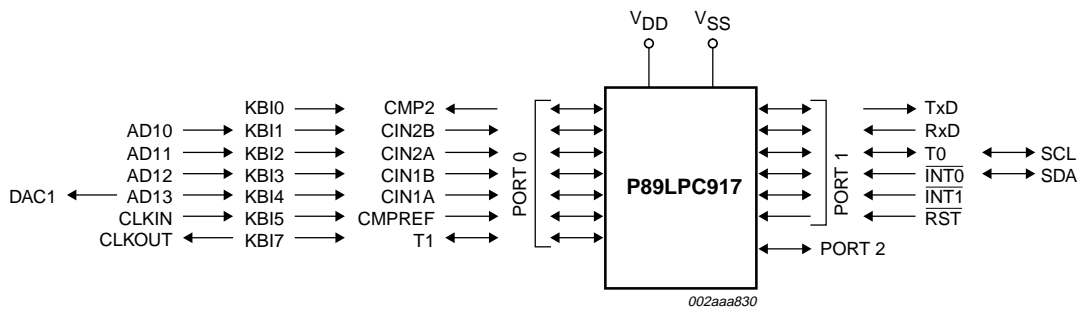 VDD VSS
KBI0 CMP2 TxD
AD10 KBI1 CIN2B RxD
AD11 KBI2 CIN2A T0 SCL
AD12 KBI3 CIN1B INT0 SDA
DAC1 AD13 KBI4 CIN1A INT1
CLKIN KBI5 CMPREF RST
CLKOUT KBI7 T1
PORT 0
P89LPC917
PORT 1
PORT 2
002aaa830